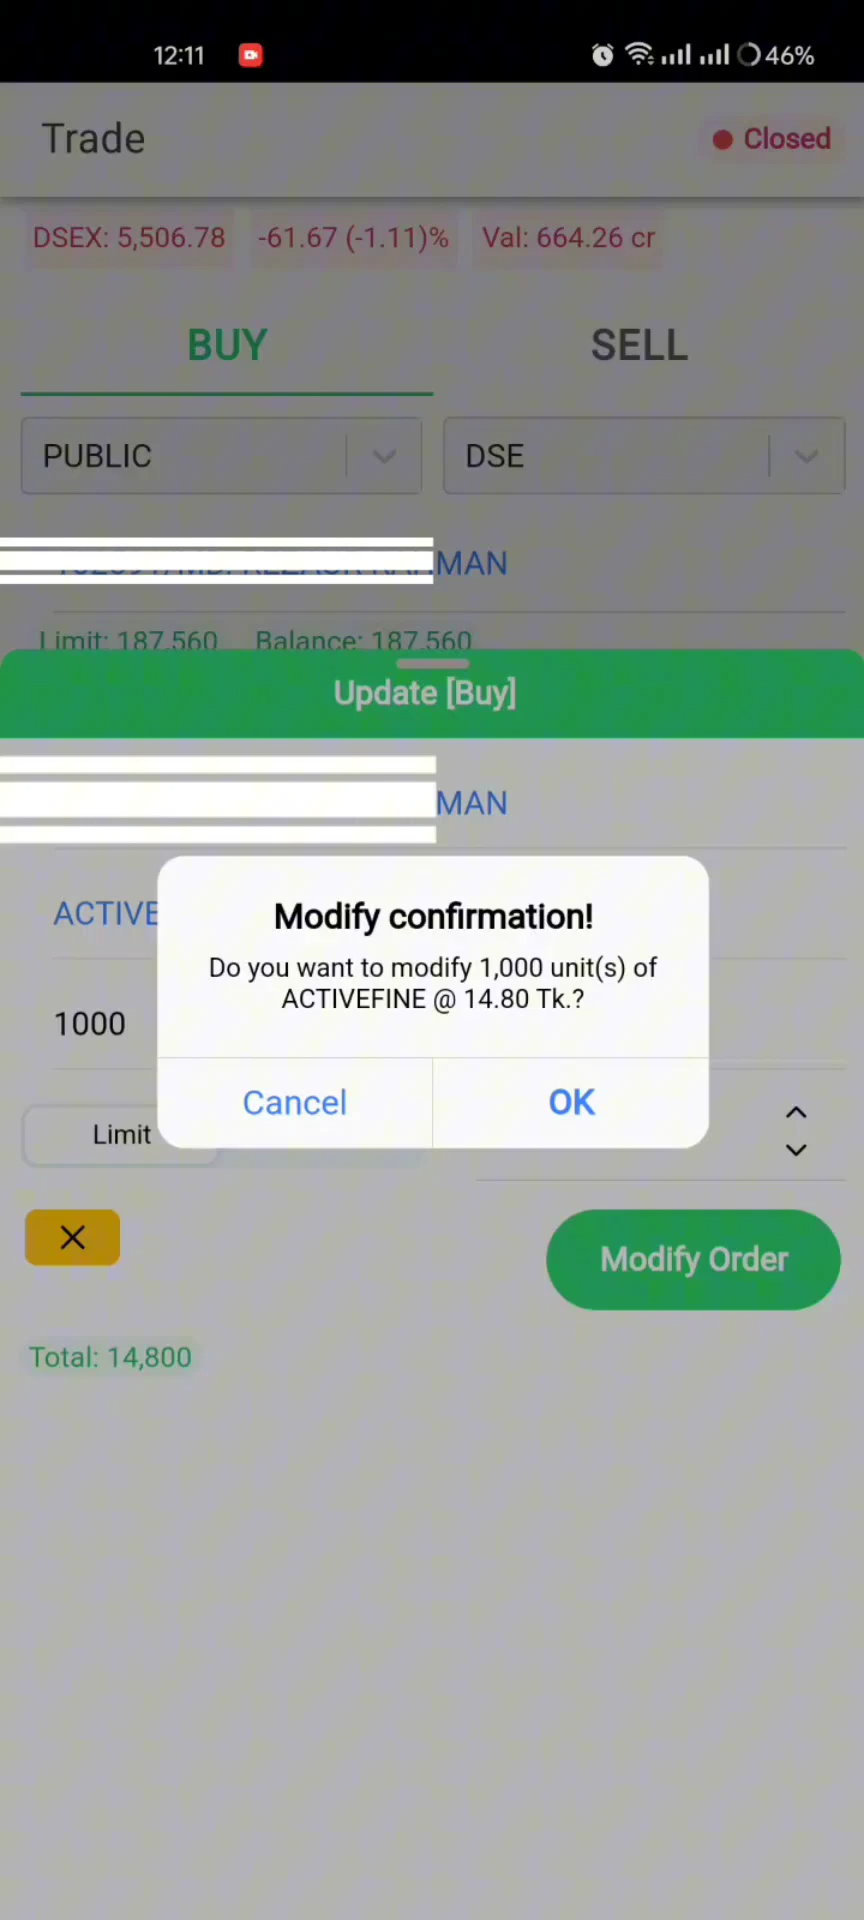 12:11 46%
Trade Closed
DSEX: 5,506.78 -61.67 (-1.11)% Val: 664.26 cr
BUY SELL
PUBLIC DSE
MAN
Limit: 187,560 Balance: 187,560
Update [Buy]
MAN
ACTIVE
Modify confirmation!
Do you want to modify 1,000 unit(s) of
ACTIVEFINE @ 14.80 Tk.?
1000
Cancel OK
Limit
Modify Order
Total: 14,800